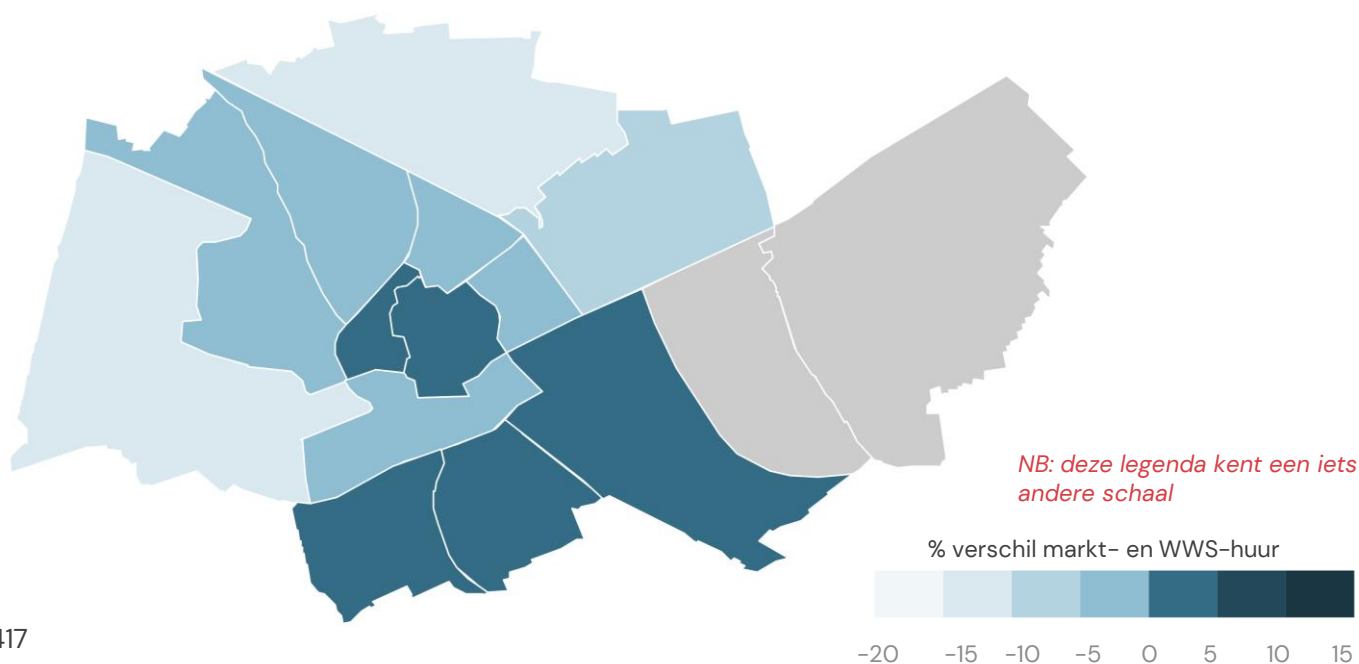 NB: deze legenda kent een iets
andere schaal
% verschil markt- en WWS-huur
-20 -15 -10 -5 0 5 10 15
417